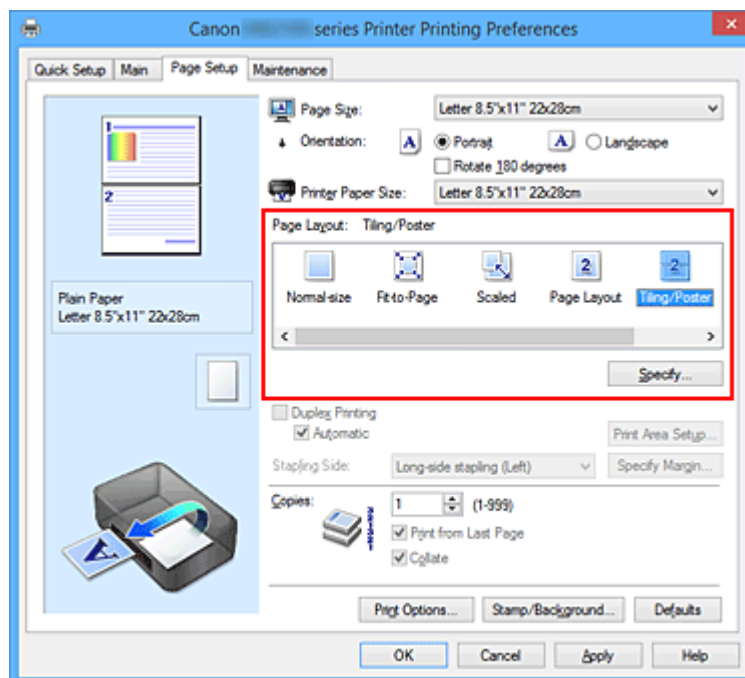 Canon series Printer Printing Preferences
Quick Setup Main Page Setup Maintenance
Page Size: Letter 8.5"x11" 22x28cm
Orientation: A Portrait A Landscape
Rotate 180 degrees
Printer Paper Size: Letter 8.5"x11" 22x28cm
Page Layout: Tiling/Poster
Normal-size Fit-to-Page Scaled Page Layout Tiling/Poster
1
2
2
2
Plain Paper
Letter 8.5"x11" 22x28cm
Specify...
Duplex Printing
Automatic Print Area Setup...
Stapling Side: Long-side stapling (Left) Specify Margin...
Copies: 1 (1-999)
Print from Last Page
Collate
A
Print Options... Stamp/Background... Defaults
OK Cancel Apply Help